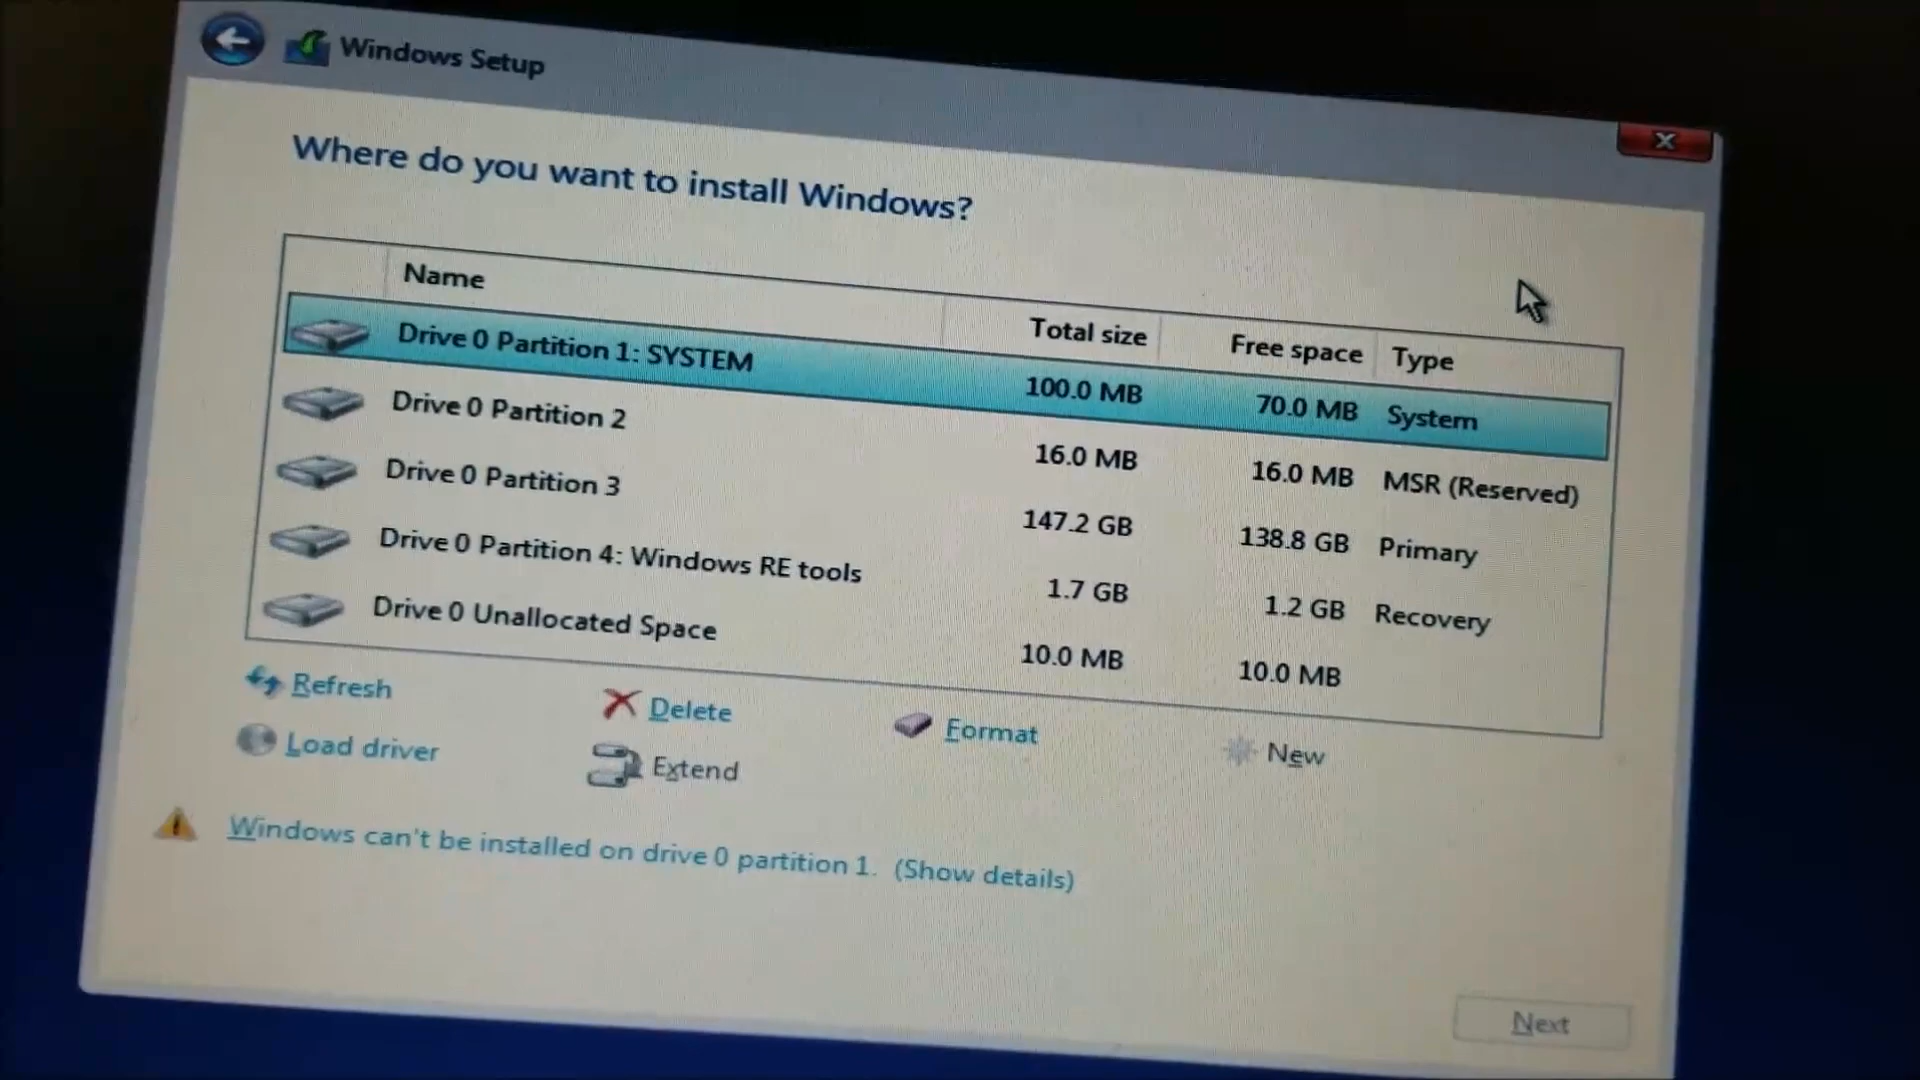 Windows Setup
Where do you want to install Windows?
Name Total size Free space Type
Drive 0 Partition 1: SYSTEM 100.0 MB 70.0 MB System
Drive 0 Partition 2 16.0 MB 16.0 MB MSR (Reserved)
Drive 0 Partition 3 147.2 GB 138.8 GB Primary
Drive 0 Partition 4: Windows RE tools 1.7 GB 1.2 GB Recovery
Drive 0 Unallocated Space 10.0 MB 10.0 MB
Refresh Delete Format New
Load driver Extend
Windows can't be installed on drive 0 partition 1. (Show details)
Next